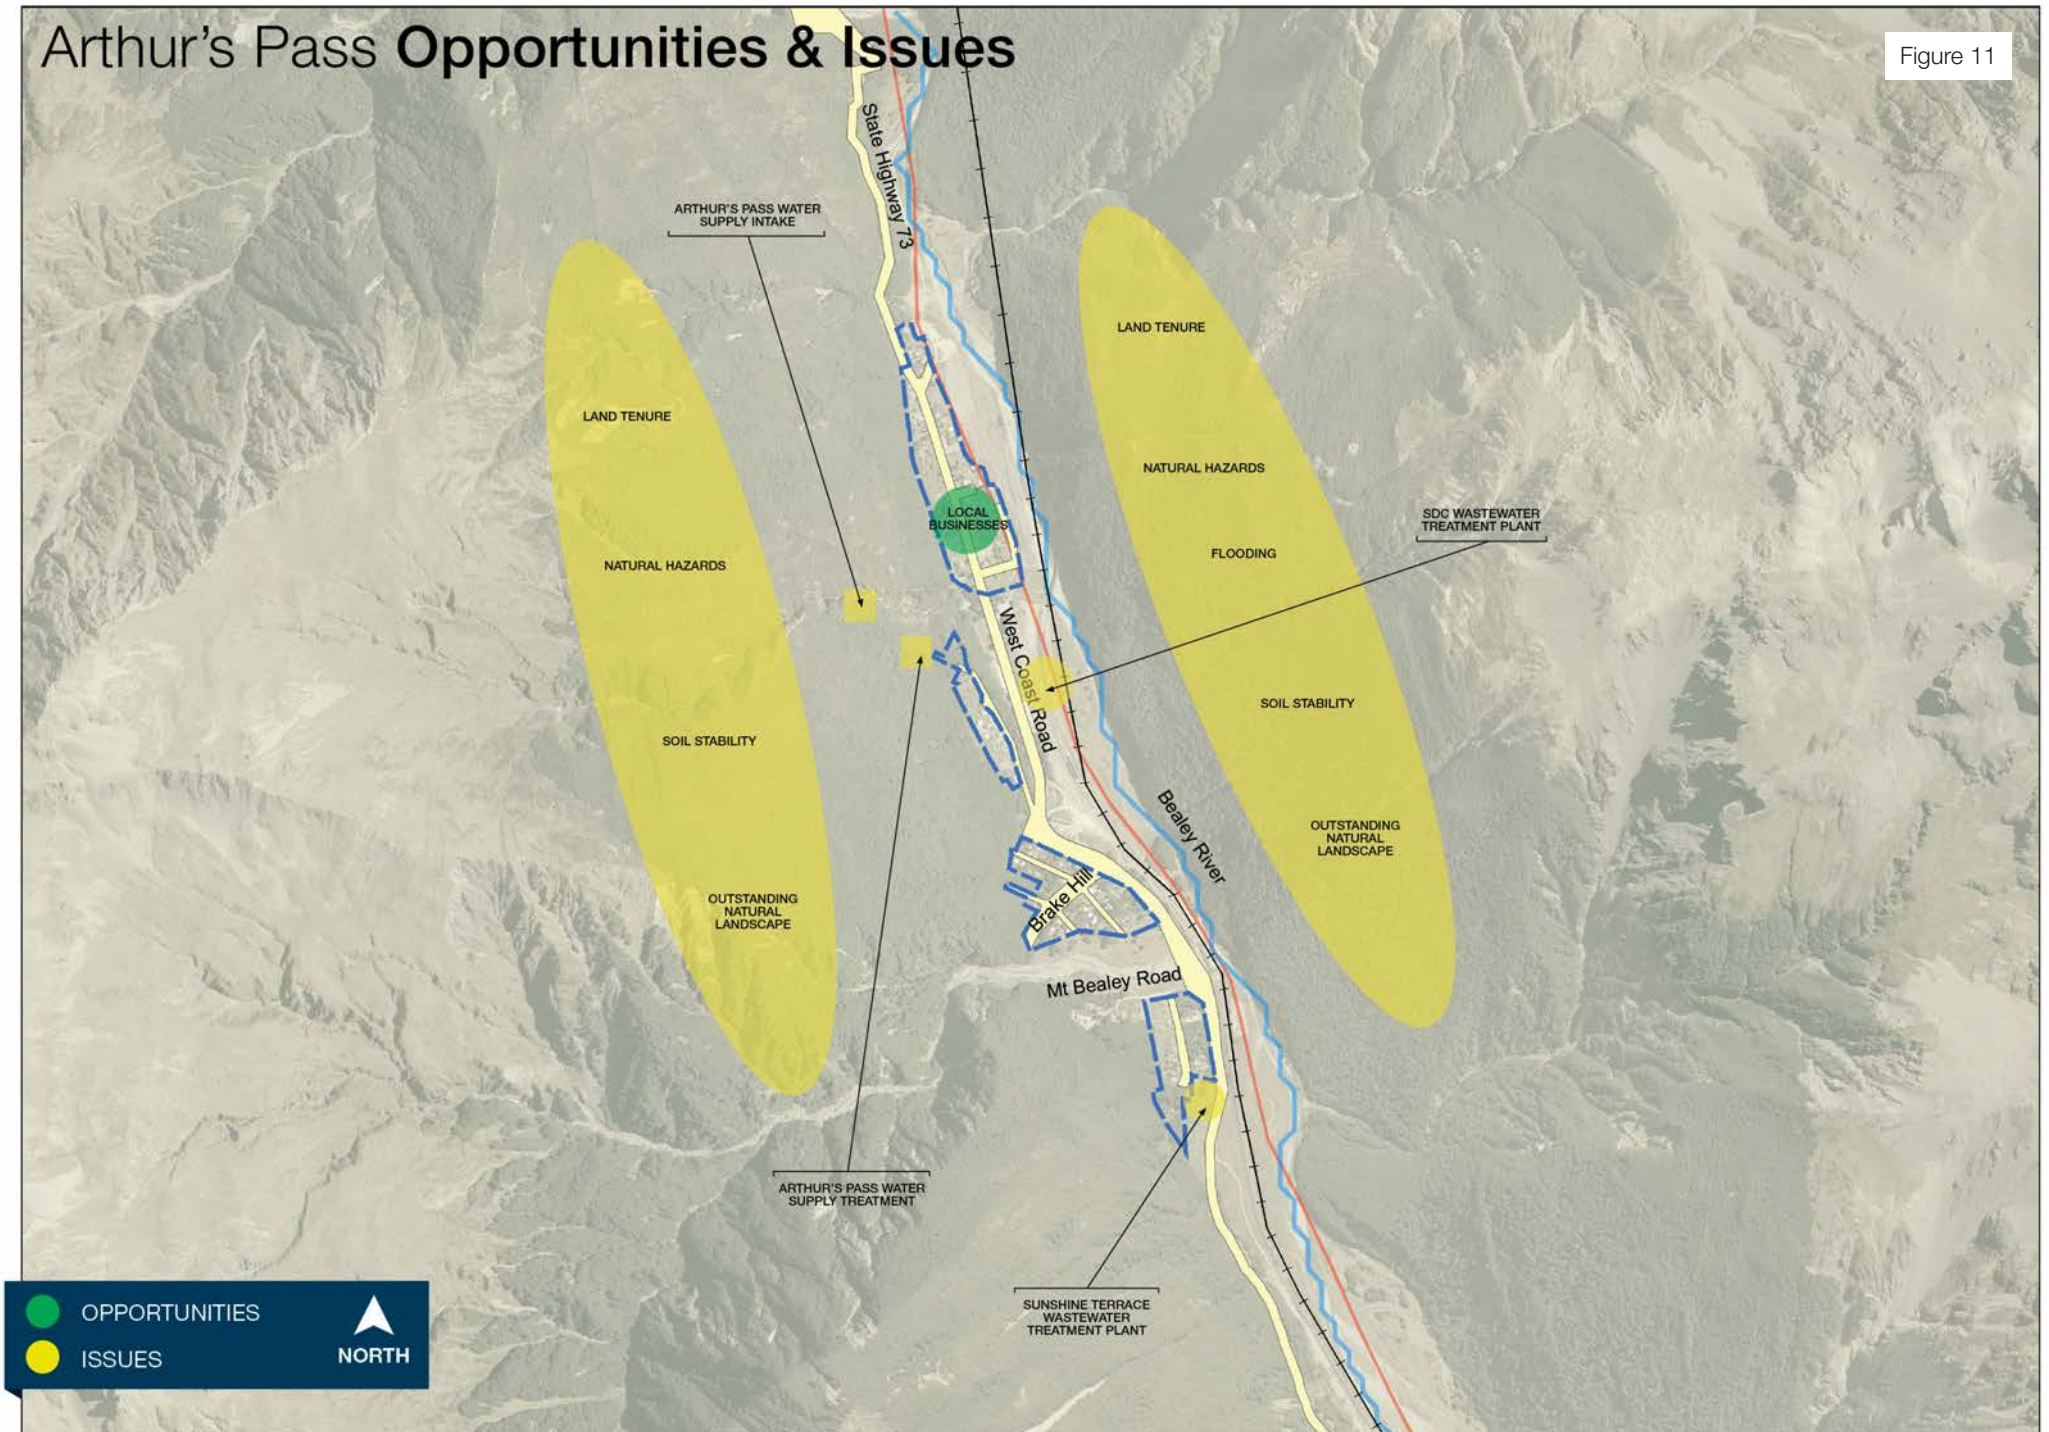 Arthur's Pass Opportunities & Issues
Figure 11
State Highway 73
ARTHUR'S PASS WATER
SUPPLY INTAKE
LAND TENURE
NATURAL HAZARDS
SOIL STABILITY
OUTSTANDING
NATURAL
LANDSCAPE
LOCAL
BUSINESSES
LAND TENURE
NATURAL HAZARDS
FLOODING
SOIL STABILITY
OUTSTANDING
NATURAL
LANDSCAPE
SDC WASTEWATER
TREATMENT PLANT
West Coast Road
Bealey River
Brake Hill
Mt Bealey Road
ARTHUR'S PASS WATER
SUPPLY TREATMENT
SUNSHINE TERRACE
WASTEWATER
TREATMENT PLANT
OPPORTUNITIES
ISSUES
NORTH